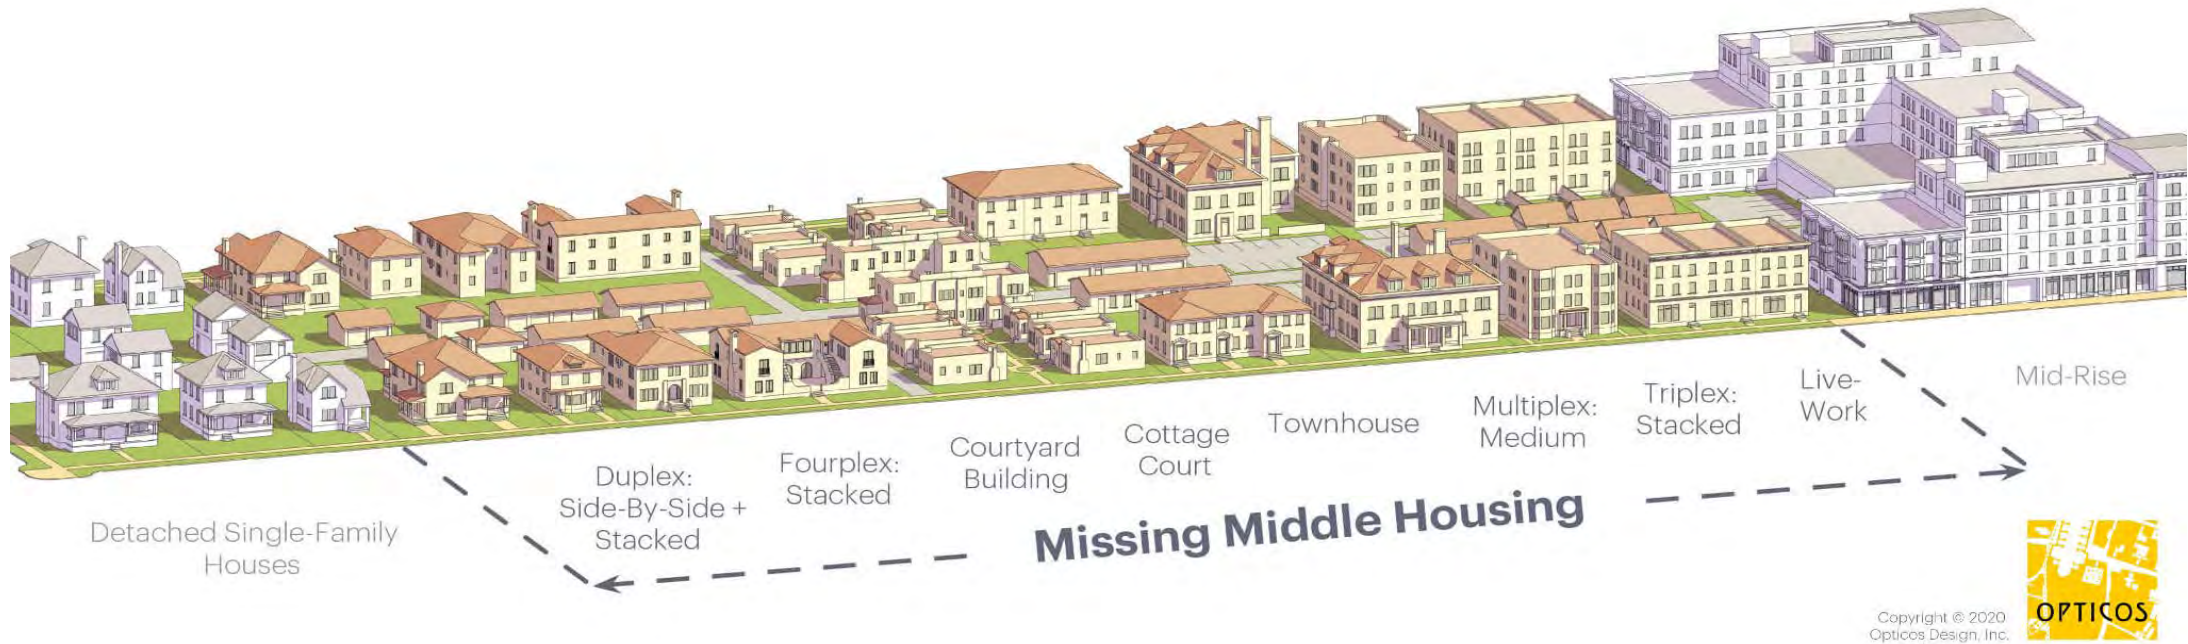 Detached Single-Family
Houses
Duplex:
Side-By-Side +
Stacked
Fourplex:
Stacked
Courtyard
Building
Cottage
Court
Townhouse
Multiplex:
Medium
Triplex:
Stacked
Live-
Work
Mid-Rise
Missing Middle Housing
Copyright © 2020
Opticos Design, Inc.
OPTICOS